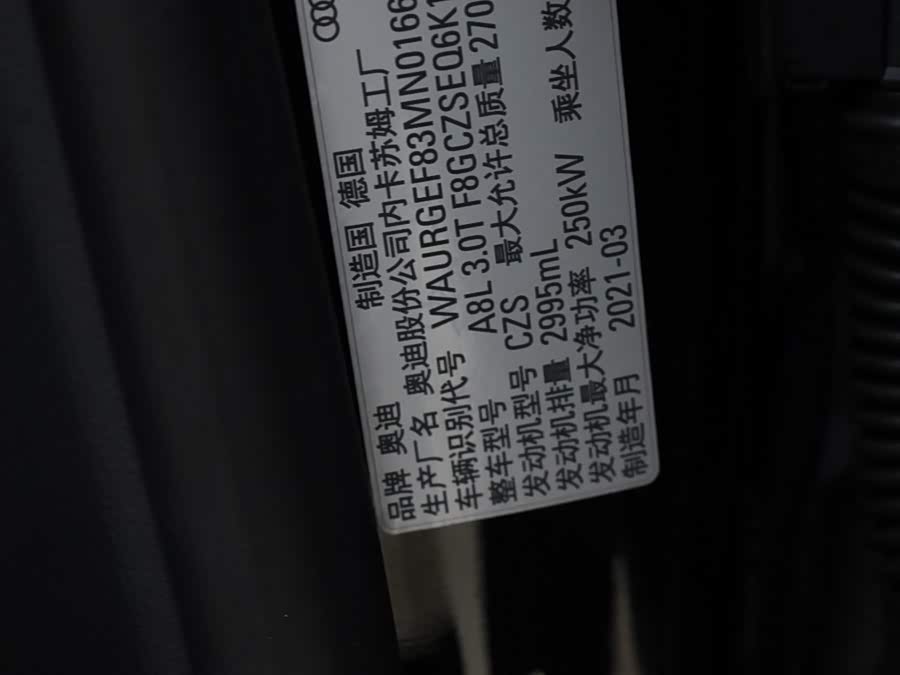 品牌 奥迪 制造国 德国
生产厂名 奥迪股份公司内卡苏姆工厂
车辆识别代号 WAURGEF83MN0166
整车型号 A8L 3.0T F8GCZSEQ6K1
发动机型号 CZS 最大允许总质量 270
发动机排量 2995mL
发动机最大净功率 250kW 乘坐人数
制造年月 2021-03